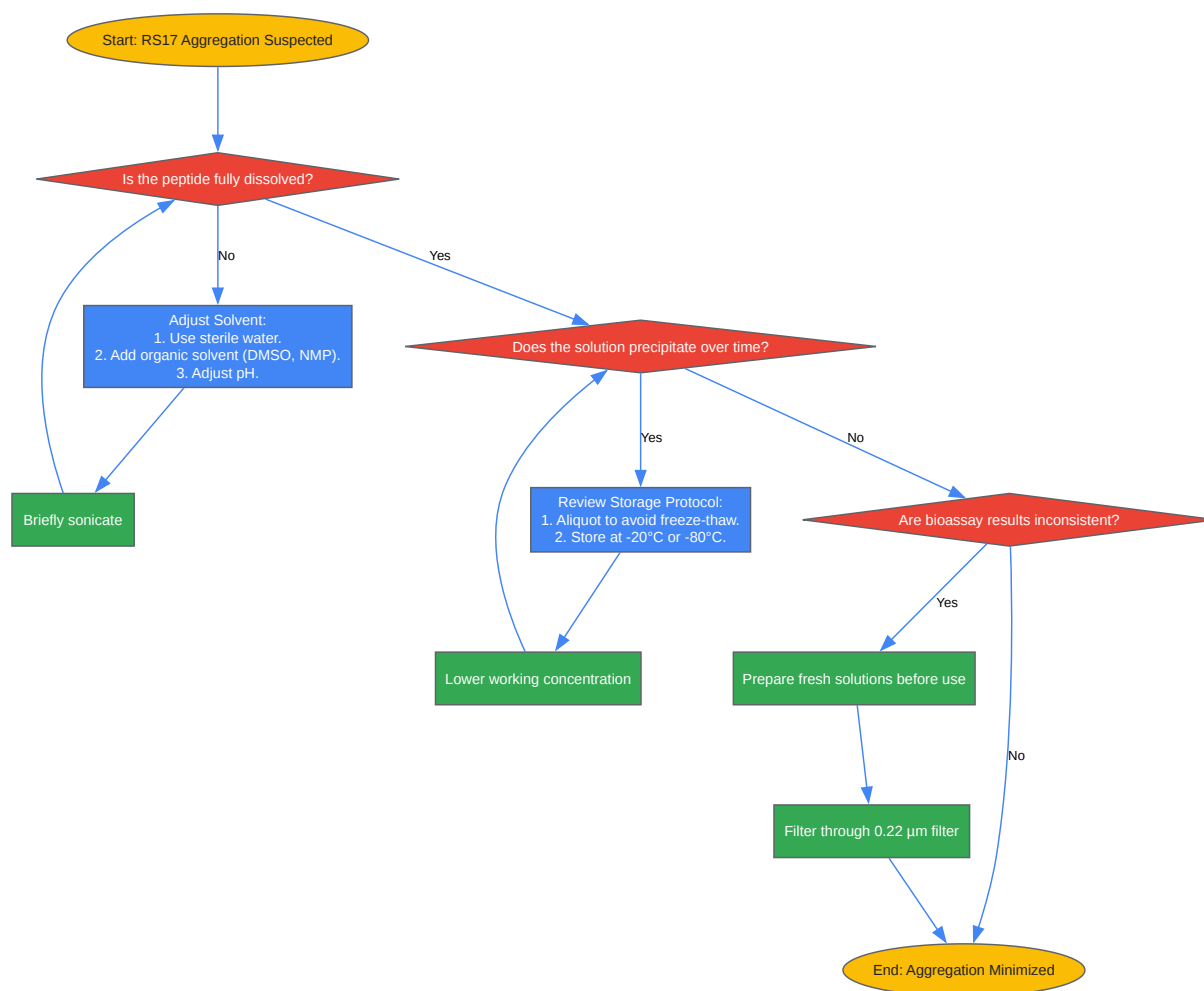 Start: RS17 Aggregation Suspected
Is the peptide fully dissolved?
No
Yes
Adjust Solvent:
1. Use sterile water.
2. Add organic solvent (DMSO, NMP).
3. Adjust pH.
Does the solution precipitate over time?
Yes
No
Briefly sonicate
Review Storage Protocol:
1. Aliquot to avoid freeze-thaw.
2. Store at -20°C or -80°C.
Are bioassay results inconsistent?
Yes
Lower working concentration
Prepare fresh solutions before use
No
Filter through 0.22 µm filter
End: Aggregation Minimized